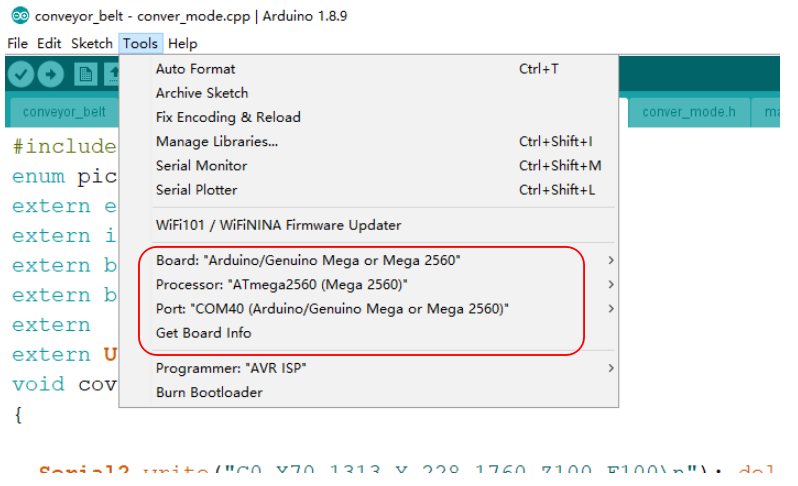 conveyor_belt - conver_mode.cpp | Arduino 1.8.9
File Edit Sketch Tools Help
Auto Format Ctrl+T
Archive Sketch
Fix Encoding & Reload
Manage Libraries... Ctrl+Shift+I
Serial Monitor Ctrl+Shift+M
Serial Plotter Ctrl+Shift+L
WiFi101 / WiFiNINA Firmware Updater
Board: "Arduino/Genuino Mega or Mega 2560"
Processor: "ATmega2560 (Mega 2560)"
Port: "COM40 (Arduino/Genuino Mega or Mega 2560)"
Get Board Info
Programmer: "AVR ISP"
Burn Bootloader
conveyor_belt conver_mode.h
#include
enum pic
extern e
extern i
extern b
extern b
extern
extern U
void cov
{